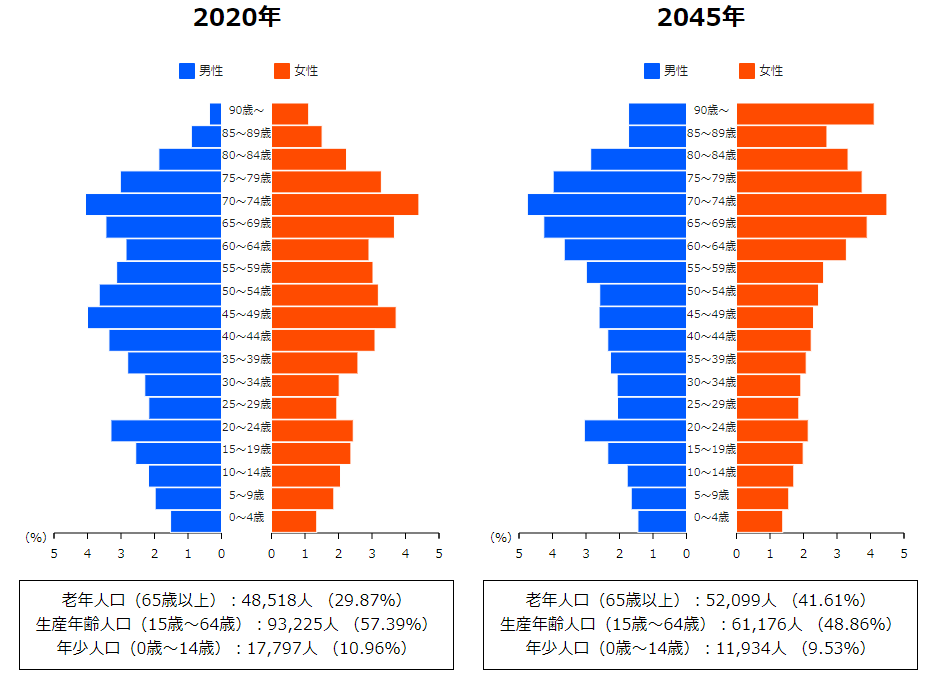 2020年
男性 女性
90歳～
85～89歳
80～84歳
75～79歳
70～74歳
65～69歳
60～64歳
55～59歳
50～54歳
45～49歳
40～44歳
35～39歳
30～34歳
25～29歳
20～24歳
15～19歳
10～14歳
5～9歳
0～4歳
(%)
5 4 3 2 1 0 0 1 2 3 4 5
老年人口（65歳以上）：48,518人 （29.87%）
生産年齢人口（15歳～64歳）：93,225人 （57.39%）
年少人口（0歳～14歳）：17,797人 （10.96%）
2045年
男性 女性
90歳～
85～89歳
80～84歳
75～79歳
70～74歳
65～69歳
60～64歳
55～59歳
50～54歳
45～49歳
40～44歳
35～39歳
30～34歳
25～29歳
20～24歳
15～19歳
10～14歳
5～9歳
0～4歳
(%)
5 4 3 2 1 0 0 1 2 3 4 5
老年人口（65歳以上）：52,099人 （41.61%）
生産年齢人口（15歳～64歳）：61,176人 （48.86%）
年少人口（0歳～14歳）：11,934人 （9.53%）